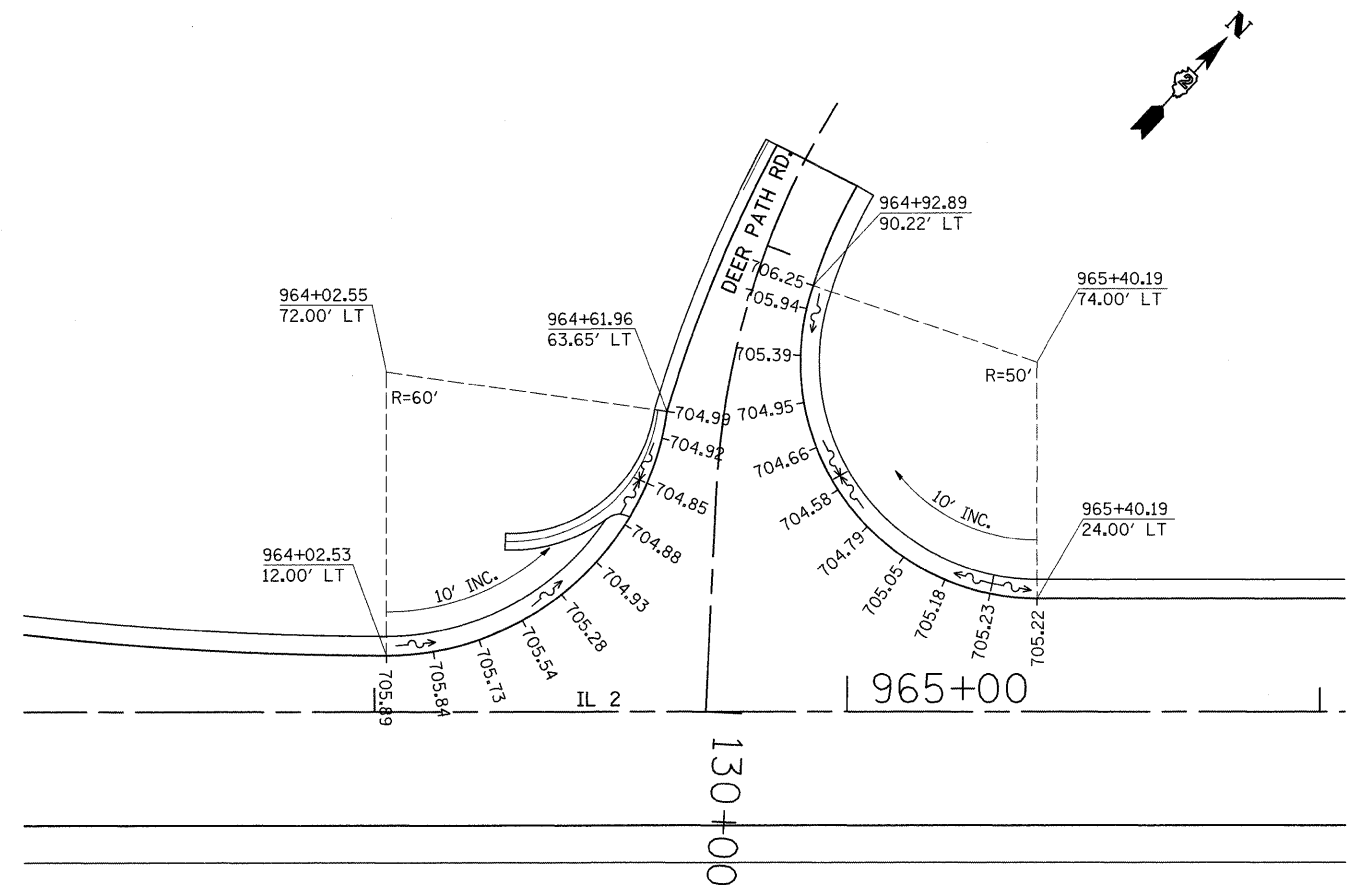 N
2
DEER PATH RD.
964+92.89
90.22' LT
706.25
705.94
965+40.19
74.00' LT
964+02.55
72.00' LT
964+61.96
63.65' LT
705.39
R=50'
R=60'
704.99
704.95
704.92
704.66
704.85
704.58
10' INC.
965+40.19
24.00' LT
704.88
704.79
964+02.53
12.00' LT
10' INC.
704.93
705.05
705.28
705.18
705.54
705.23
705.73
705.22
705.84
705.89
IL 2
965+00
130+00